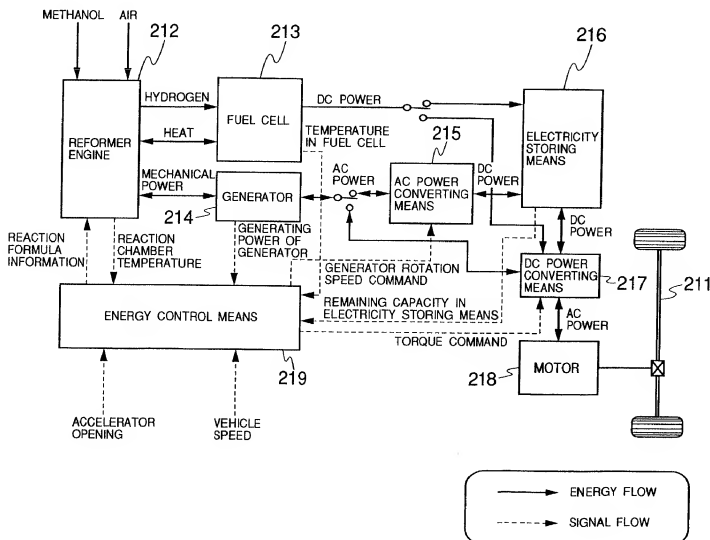 METHANOL AIR
212
213
216
HYDROGEN
DC POWER
REFORMER
ENGINE
HEAT
FUEL CELL
TEMPERATURE
IN FUEL CELL
215
ELECTRICITY
STORING
MEANS
MECHANICAL
POWER
GENERATOR
214
AC
POWER
AC POWER
CONVERTING
MEANS
DC
POWER
REACTION
FORMULA
INFORMATION
REACTION
CHAMBER
TEMPERATURE
GENERATING
POWER OF
GENERATOR
GENERATOR ROTATION
SPEED COMMAND
DC
POWER
DC POWER
CONVERTING
MEANS
217
211
ENERGY CONTROL MEANS
219
REMAINING CAPACITY IN
ELECTRICITY STORING MEANS
TORQUE COMMAND
AC
POWER
MOTOR
218
ACCELERATOR
OPENING
VEHICLE
SPEED
ENERGY FLOW
SIGNAL FLOW